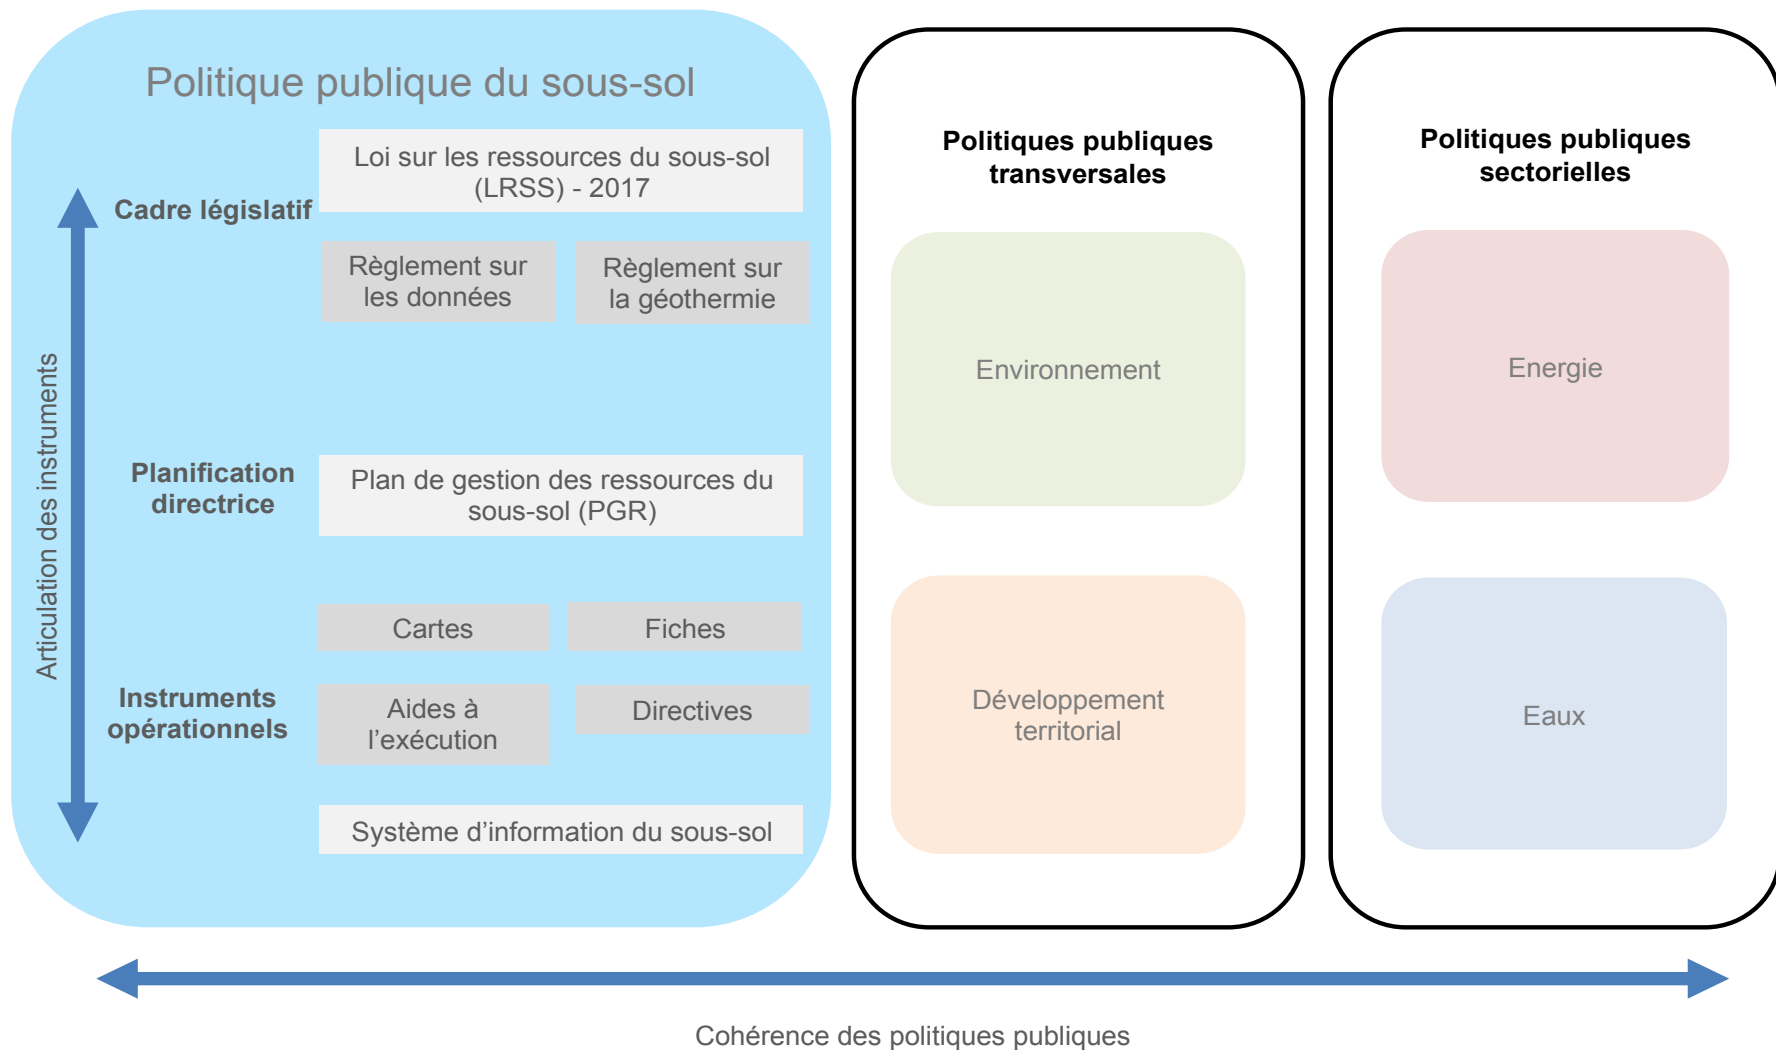 Politique publique du sous-sol
Cadre législatif
Loi sur les ressources du sous-sol
(LRSS) - 2017
Règlement sur
les données
Règlement sur
la géothermie
Articulation des instruments
Planification
directrice
Plan de gestion des ressources du
sous-sol (PGR)
Instruments
opérationnels
Cartes
Fiches
Aides à
l’exécution
Directives
Système d’information du sous-sol
Politiques publiques
transversales
Environnement
Développement
territorial
Politiques publiques
sectorielles
Energie
Eaux
Cohérence des politiques publiques